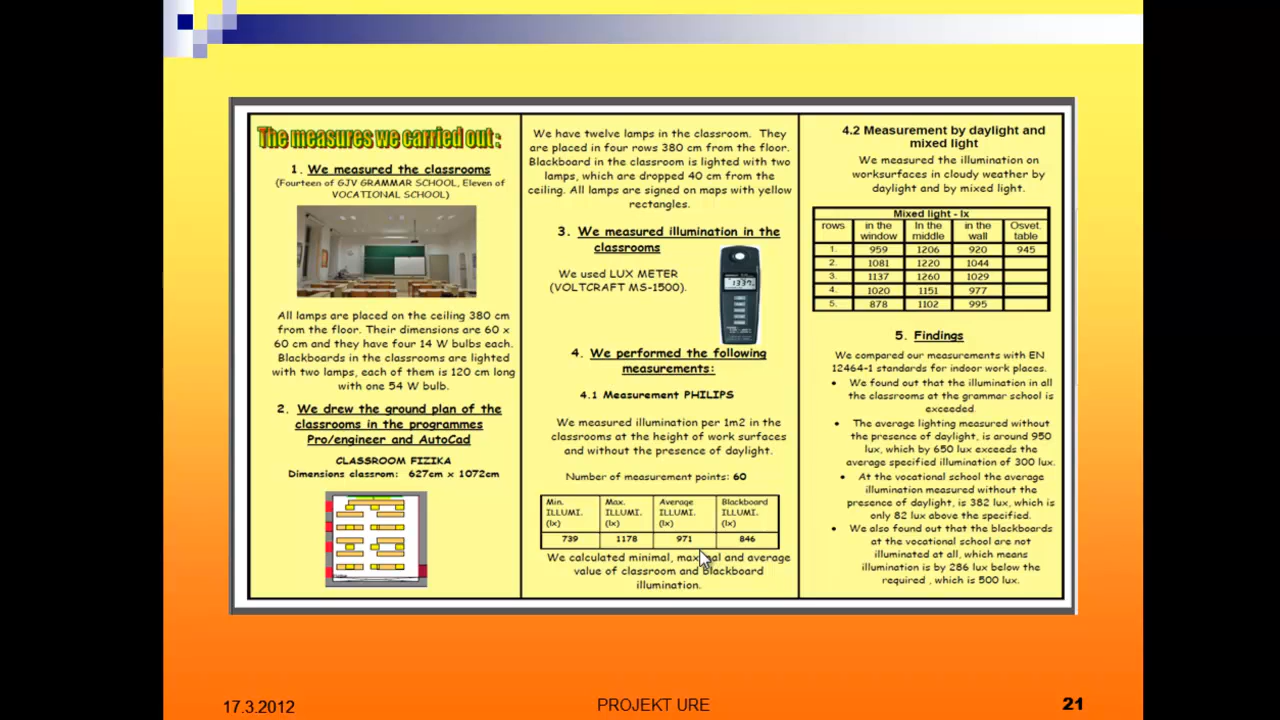 The measures we carried out :
1. We measured the classrooms
(Fourteen of GJV GRAMMAR SCHOOL, Eleven of
VOCATIONAL SCHOOL)
All lamps are placed on the ceiling 380 cm
from the floor. Their dimensions are 60 x
60 cm and they have four 14 W bulbs each.
Blackboards in the classrooms are lighted
with two lamps, each of them is 120 cm long
with one 54 W bulb.
2. We drew the ground plan of the
classrooms in the programmes
Pro/engineer and AutoCad
CLASSROOM FIZIKA
Dimensions classrom: 627cm x 1072cm
We have twelve lamps in the classroom. They
are placed in four rows 380 cm from the floor.
Blackboard in the classroom is lighted with two
lamps, which are dropped 40 cm from the
ceiling. All lamps are signed on maps with yellow
rectangles.
3. We measured illumination in the
classrooms
We used LUX METER
(VOLTCRAFT MS-1500).
1337
4. We performed the following
measurements:
4.1 Measurement PHILIPS
We measured illumination per 1m2 in the
classrooms at the height of work surfaces
and without the presence of daylight.
Number of measurement points: 60
Min. ILLUMI. (lx) Max. ILLUMI. (lx) Average ILLUMI. (lx) Blackboard ILLUMI. (lx)
739 1178 971 846
We calculated minimal, maximal and average
value of classroom and blackboard
illumination.
4.2 Measurement by daylight and
mixed light
We measured the illumination on
worksurfaces in cloudy weather by
daylight and by mixed light.
Mixed light - lx
rows in the window In the middle in the wall Osvet. table
1. 959 1206 920 945
2. 1081 1220 1044
3. 1137 1260 1029
4. 1020 1151 977
5. 878 1102 995
5. Findings
We compared our measurements with EN
12464-1 standards for indoor work places.
• We found out that the illumination in all
the classrooms at the grammar school is
exceeded.
• The average lighting measured without
the presence of daylight, is around 950
lux, which by 650 lux exceeds the
average specified illumination of 300 lux.
• At the vocational school the average
illumination measured without the
presence of daylight, is 382 lux, which is
only 82 lux above the specified.
• We also found out that the blackboards
at the vocational school are not
illuminated at all, which means
illumination is by 286 lux below the
required , which is 500 lux.
17.3.2012
PROJEKT URE
21